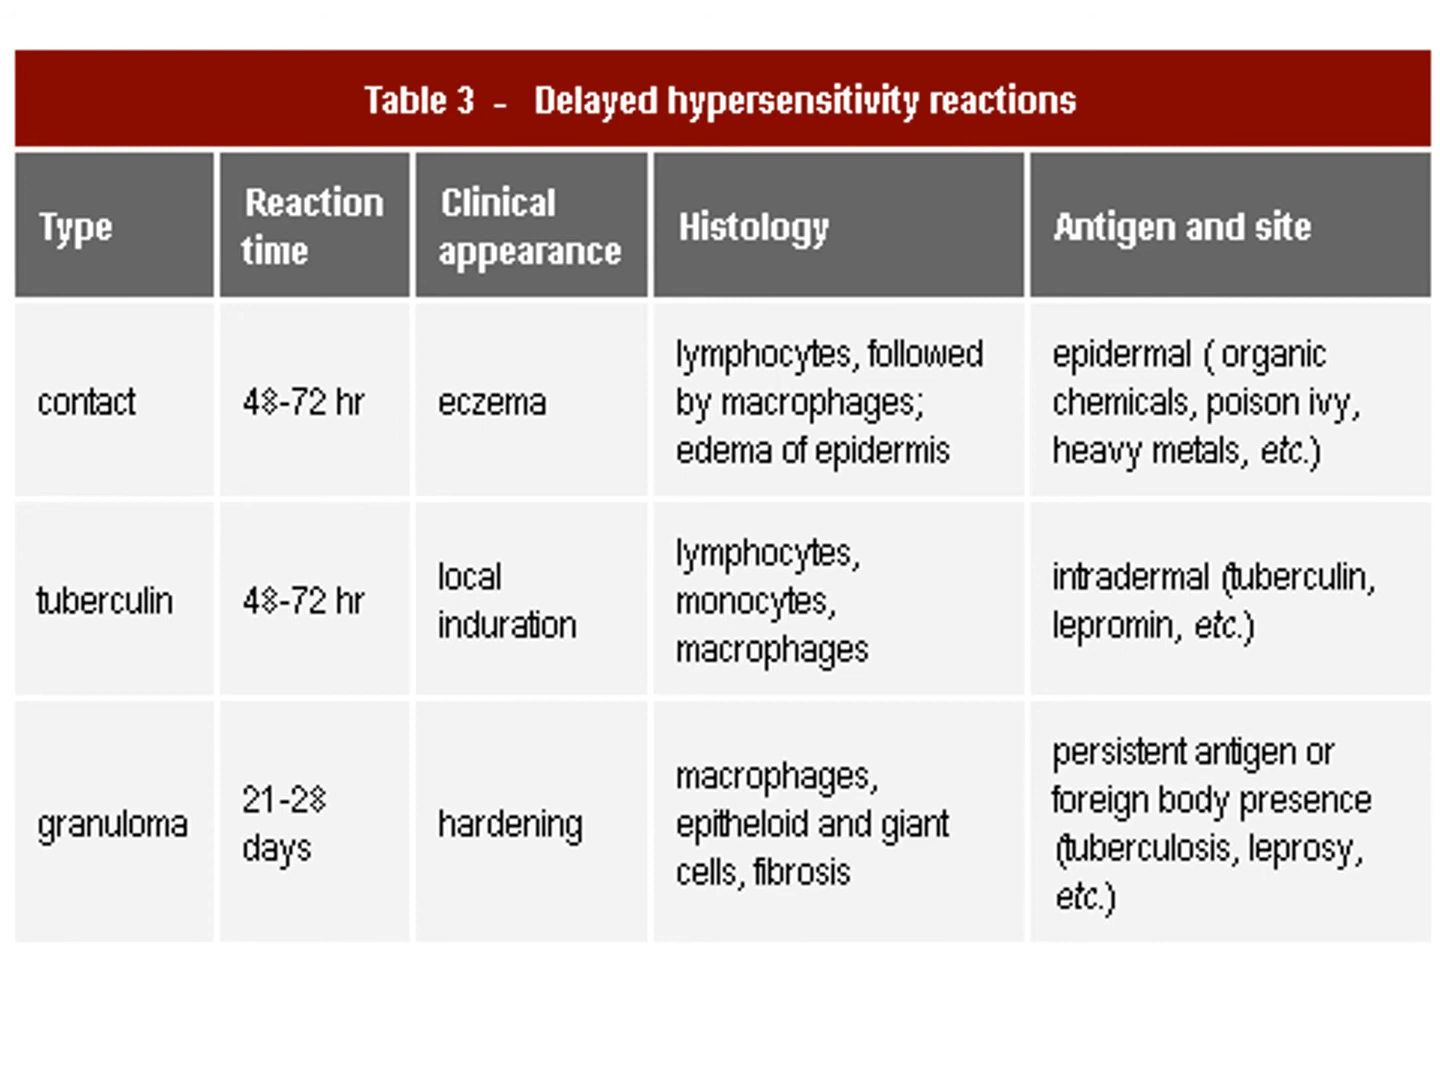 Table 3 - Delayed hypersensitivity reactions
Type
Reaction
time
Clinical
appearance
Histology
Antigen and site
contact
48-72 hr
eczema
lymphocytes, followed
by macrophages;
edema of epidermis
epidermal ( organic
chemicals, poison ivy,
heavy metals, etc.)
tuberculin
48-72 hr
local
induration
lymphocytes,
monocytes,
macrophages
intradermal (tuberculin,
lepromin, etc.)
granuloma
21-28
days
hardening
macrophages,
epitheloid and giant
cells, fibrosis
persistent antigen or
foreign body presence
(tuberculosis, leprosy,
etc.)